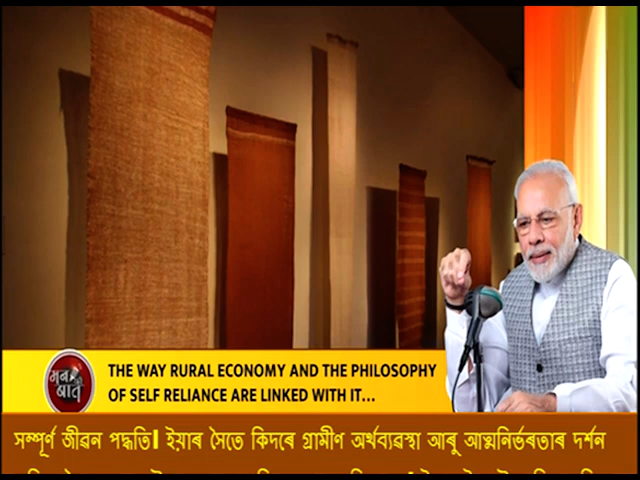 মনकी
बात
THE WAY RURAL ECONOMY AND THE PHILOSOPHY
OF SELF RELIANCE ARE LINKED WITH IT...
সম্পূৰ্ণ জীৱন পদ্ধতি! ইয়াৰ সৈতে কিদৰে গ্ৰামীণ অৰ্থব্যৱস্থা আৰু আত্মনিৰ্ভৰতাৰ দৰ্শন